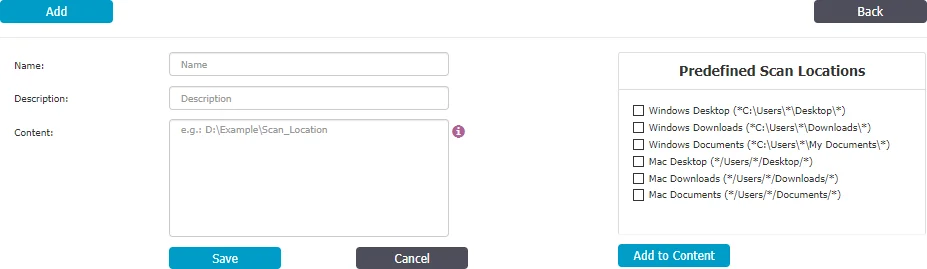 Add
Back
Name:
Name
Description:
Description
Content:
e.g.: D:\Example\Scan_Location
Save
Cancel
Predefined Scan Locations
Windows Desktop (*C:\Users\*\Desktop\*)
Windows Downloads (*C:\Users\*\Downloads\*)
Windows Documents (*C:\Users\*\My Documents\*)
Mac Desktop (*/Users/*/Desktop/*)
Mac Downloads (*/Users/*/Downloads/*)
Mac Documents (*/Users/*/Documents/*)
Add to Content